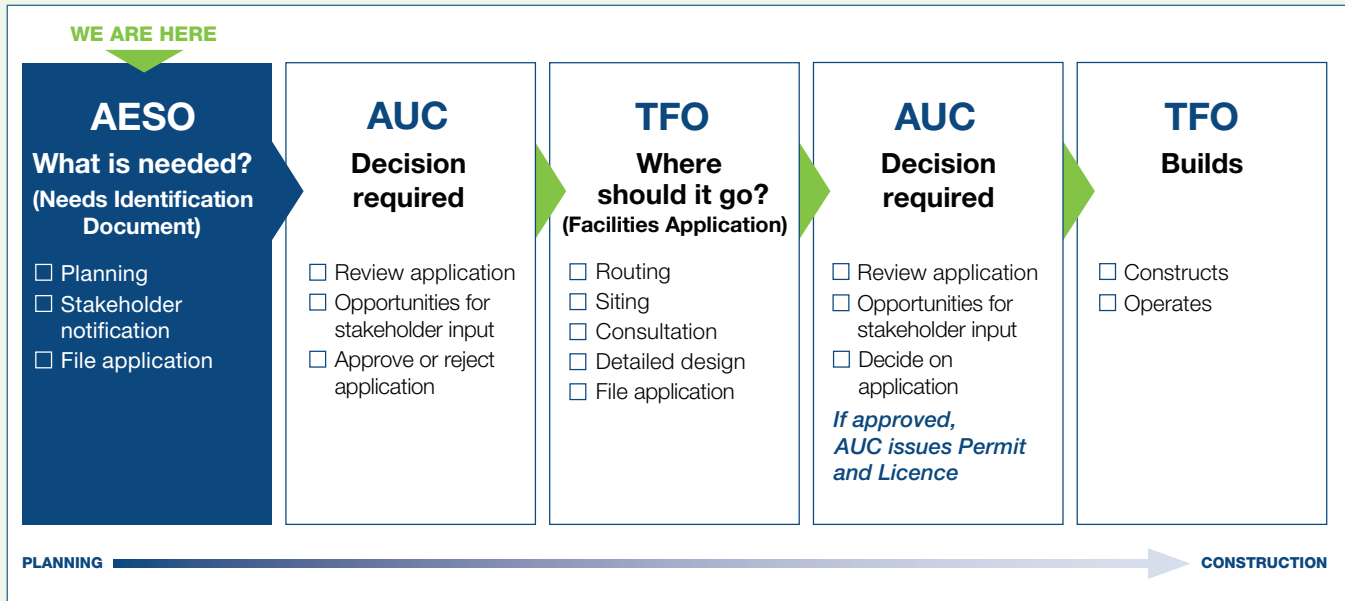 WE ARE HERE
AESO
What is needed?
(Needs Identification
Document)
☐ Planning
☐ Stakeholder
notification
☐ File application
AUC
Decision
required
☐ Review application
☐ Opportunities for
stakeholder input
☐ Approve or reject
application
TFO
Where
should it go?
(Facilities Application)
☐ Routing
☐ Siting
☐ Consultation
☐ Detailed design
☐ File application
AUC
Decision
required
☐ Review application
☐ Opportunities for
stakeholder input
☐ Decide on
application
If approved,
AUC issues Permit
and Licence
TFO
Builds
☐ Constructs
☐ Operates
PLANNING
CONSTRUCTION